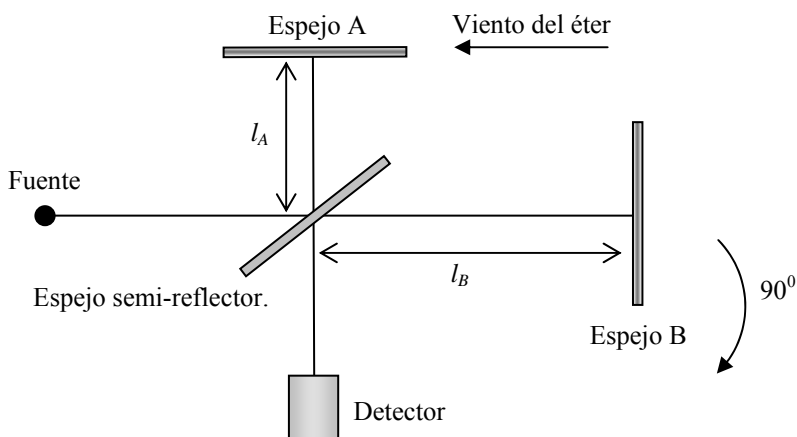 Espejo A
Viento del éter
l_A
Fuente
l_B
90⁰
Espejo semi-reflector.
Espejo B
Detector